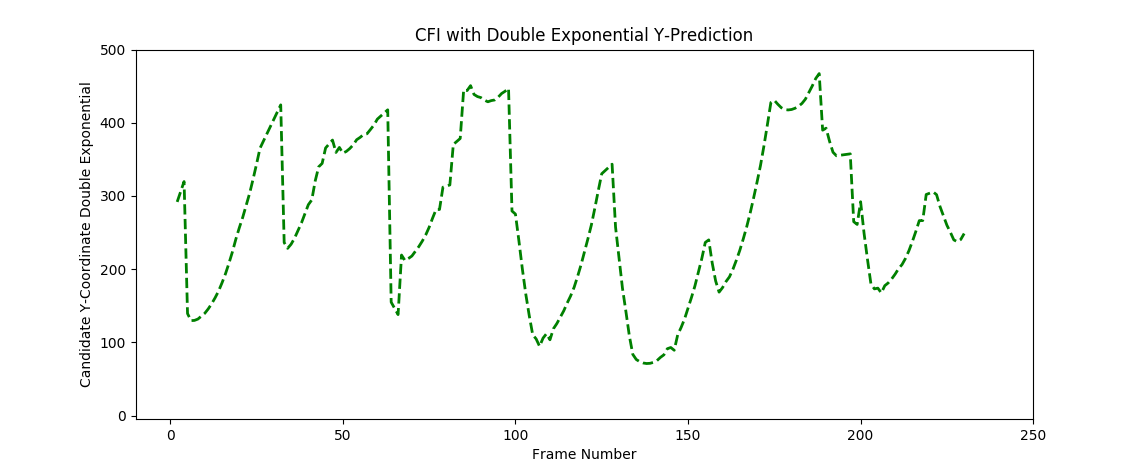 CFI with Double Exponential Y-Prediction
Candidate Y-Coordinate Double Exponential
500
400
300
200
100
0
0 50 100 150 200 250
Frame Number